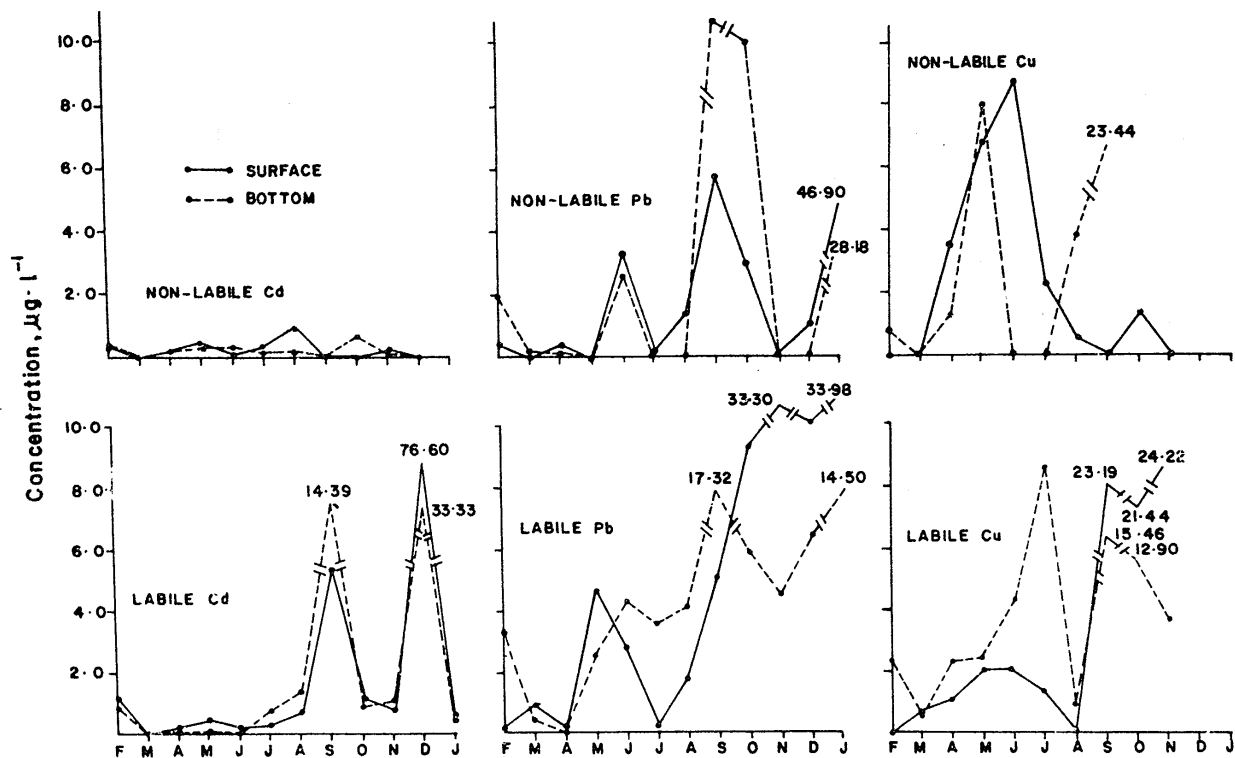 Concentration, µg·l⁻¹
10·0
8·0
6·0
4·0
2·0
SURFACE
BOTTOM
NON-LABILE Cd
NON-LABILE Pb
46·90
28·18
NON-LABILE Cu
23·44
10·0
8·0
6·0
4·0
2·0
LABILE Cd
14·39
76·60
33·33
F M A M J J A S O N D J
LABILE Pb
17·32
33·30
33·98
14·50
F M A M J J A S O N D J
LABILE Cu
23·19
24·22
21·44
15·46
12·90
F M A M J J A S O N D J